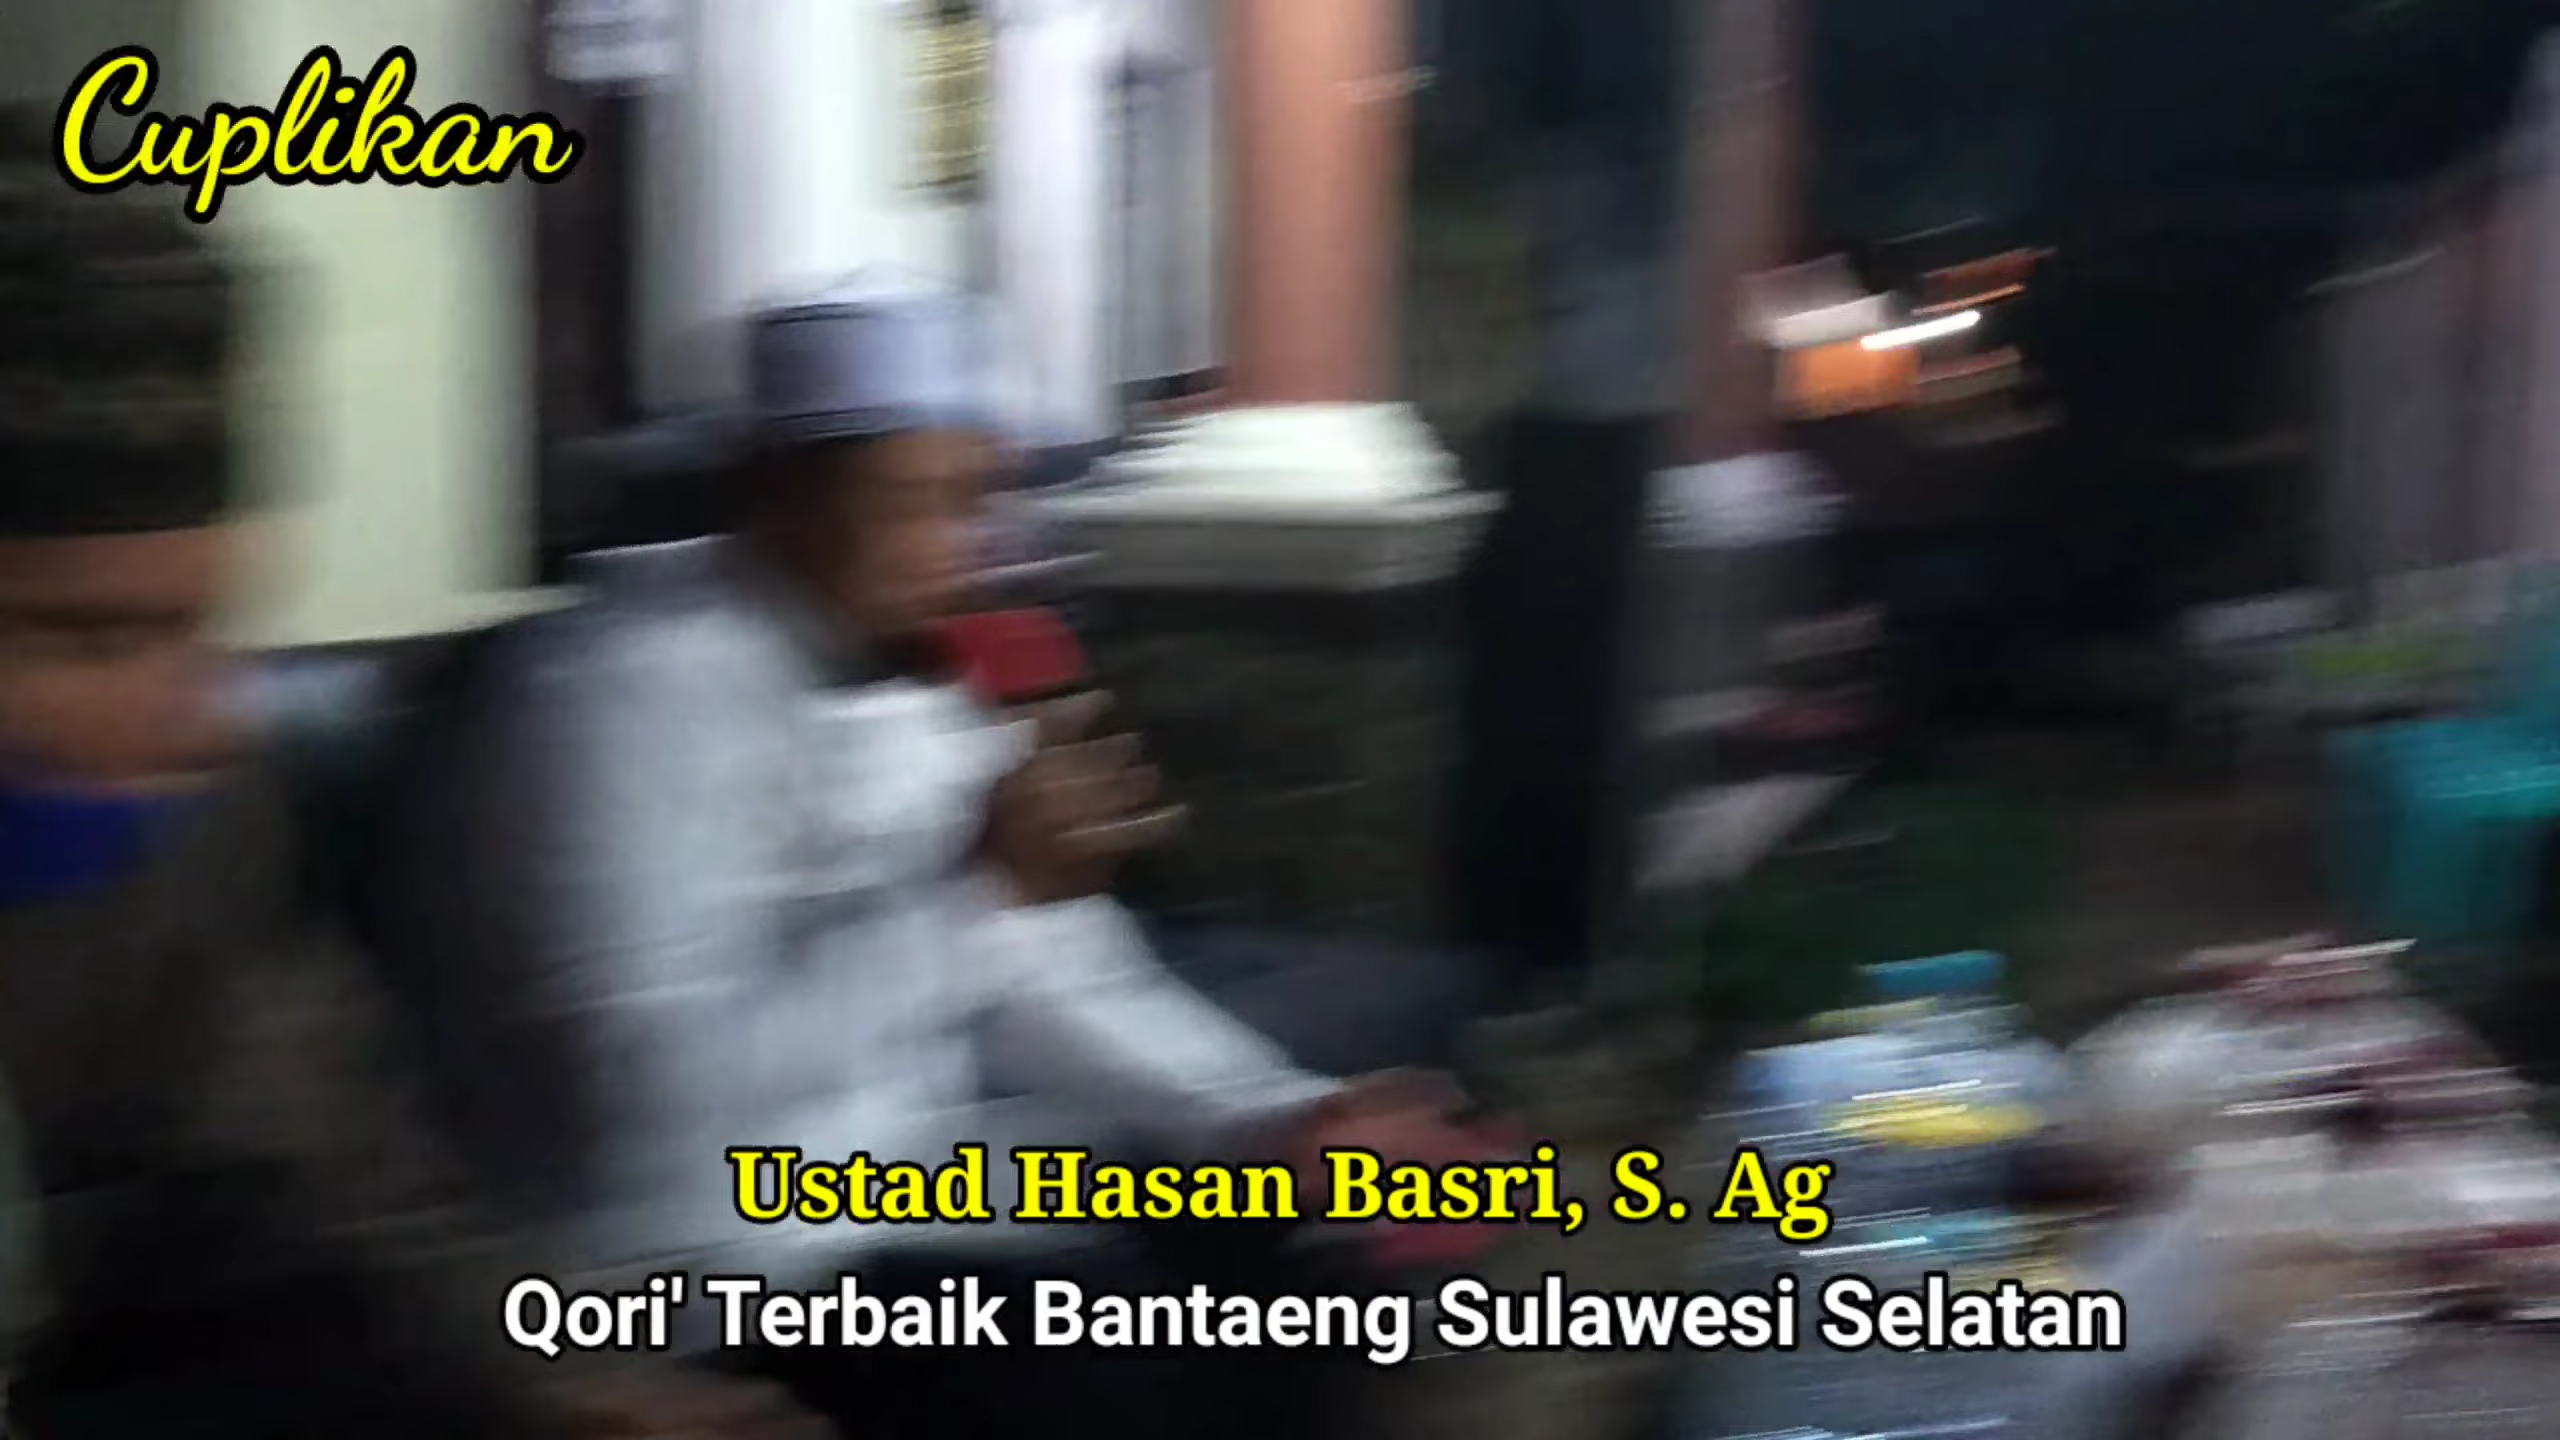 Cuplikan
Ustad Hasan Basri, S. Ag
Qori' Terbaik Bantaeng Sulawesi Selatan